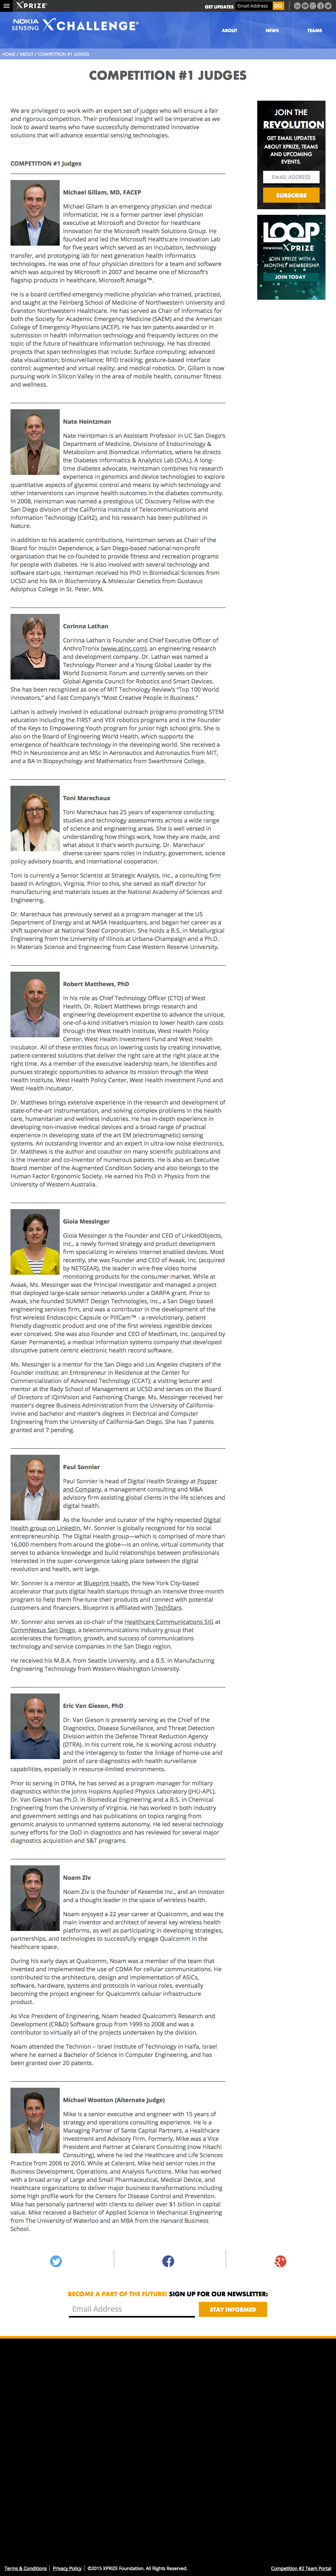 XPRIZE
GET UPDATES
Email Address
GO
NOKIA
SENSING XCHALLENGE
ABOUT
NEWS
TEAMS
HOME / ABOUT / COMPETITION #1 JUDGES
COMPETITION #1 JUDGES
We are privileged to work with an expert set of judges who will ensure a fair
and rigorous competition. Their professional insight is as imperative as we
look to award teams who have successfully demonstrated innovative
solutions that will advance health sensing technologies.
COMPETITION #1 Judges
Michael Gillam, MD, FACEP
Michael Gillam is an emergency physician and medical
informaticist. He is a former partner level physician
executive at Microsoft and Director for Healthcare
Innovation for the Microsoft Health Solutions Group. He
founded and led the Microsoft Healthcare Innovation Lab
for five years which served as an incubation, technology
transfer, and prototyping lab for next generation health informatics
technologies. He was one of four physician directors for a team and software
which was acquired by Microsoft in 2007 and became one of Microsoft's
flagship products in healthcare, Microsoft Amalga™.
He is a board certified emergency medicine physician who trained, practiced,
and taught at the Feinberg School of Medicine of Northwestern University and
Evanston Northwestern Healthcare. He has served as Chair of Informatics for
both the Society for Academic Emergency Medicine (SAEM) and the American
College of Emergency Physicians (ACEP). He has ten patents awarded or in
submission in health information technology and frequently lectures on the
topic of the future of healthcare information technology. He has directed
projects that span technologies that include: Surface computing; advanced
data visualization; biosurveillance; RFID tracking; gesture-based interface
control; augmented and virtual reality; and medical robotics. Dr. Gillam is now
pursuing work in Silicon Valley in the area of mobile health, consumer fitness
and wellness.
Nate Heintzman
Nate Heintzman is an Assistant Professor in UC San Diego's
Department of Medicine, Divisions of Endocrinology &
Metabolism and Biomedical Informatics, where he directs
the Diabetes Informatics & Analytics Lab (DIAL). A long-
time diabetes advocate, Heintzman combines his research
experience in genomics and device technologies to explore
quantitative aspects of glycemic control and means by which technology and
other interventions can improve health outcomes in the diabetes community.
In 2008, Heintzman was named a prestigious UC Discovery Fellow with the
San Diego division of the California Institute of Telecommunications and
Information Technology (Calit2), and his research has been published in
Nature.
In addition to his academic contributions, Heintzman serves as Chair of the
Board for Insulin Dependence, a San Diego-based national non-profit
organization that he co-founded to provide fitness and recreation programs
for people with diabetes. He is also involved with several technology and
software start-ups. Heintzman received his PhD in Biomedical Sciences from
UCSD and his BA in Biochemistry & Molecular Genetics from Gustavus
Adolphus College in St. Peter, MN.
Corinna Lathan
Corinna Lathan is Founder and Chief Executive Officer of
AnthroTronix (www.atinc.com), an engineering research
and development company. Dr. Lathan was named a
Technology Pioneer and a Young Global Leader by the
World Economic Forum and currently serves on their
Global Agenda Council for Robotics and Smart Devices.
She has been recognized as one of MIT Technology Review's "Top 100 World
Innovators," and Fast Company's "Most Creative People in Business."
Lathan is actively involved in educational outreach programs promoting STEM
education including the FIRST and VEX robotics programs and is the Founder
of the Keys to Empowering Youth program for junior high school girls. She is
also on the Board of Engineering World Health, which supports
improvements of healthcare technology in the developing world. She received a
PhD in Neuroscience and an MSc in Aeronautics and Astronautics from MIT,
and a BA in Biopsychology and Mathematics from Swarthmore College.
Toni Marechaux
Toni Marechaux has 25 years of experience conducting
studies and technology assessments across a wide range
of science and engineering areas. She is well versed in
understanding how things work, how they are made, and
what about it that's worth pursuing. Dr. Marechaux'
diverse career spans roles in industry, government, science
policy advisory boards, and international cooperation.
Toni is currently a Senior Scientist at Strategic Analysis, Inc., a consulting firm
based in Arlington, Virginia. Prior to this, she served as staff director for
manufacturing and materials issues at the National Academy of Sciences and
Engineering.
Dr. Marechaux has previously served as a program manager at the US
Department of Energy and at NASA Headquarters, and began her career as a
shift supervisor at National Steel Corporation. She holds a B.S. in Metallurgical
Engineering from the University of Illinois at Urbana-Champaign and a Ph.D.
in Materials Science and Engineering from Case Western Reserve University.
Robert Matthews, PhD
In his role as Chief Technology Officer (CTO) of West
Health, Dr. Robert Matthews brings research and
engineering development expertise to advance the unique,
one-of-a-kind initiative's mission to lower health care costs
through the West Health Institute, West Health Policy
Center, West Health Investment Fund and West Health
Incubator. All of these entities focus on lowering costs by creating innovative,
patient-centered solutions that deliver the right care at the right place at the
right time. As a member of the executive leadership team, he identifies and
pursues strategic opportunities to advance its mission through the West
Health Institute, West Health Policy Center, West Health Investment Fund and
West Health Incubator.
Dr. Matthews brings extensive experience in the research and development of
state-of-the-art instrumentation, and solving complex problems in the health
care, humanitarian and wellness industries. He has in-depth experience in
developing non-invasive medical devices and a broad range of practical
experience in development state of the art EM (electromagnetic) sensing
systems. An outstanding inventor and an expert in ultra-low noise electronics,
Dr. Matthews is the author and coauthor on many scientific publications and
is the inventor and co-inventor of numerous patents. He is also an Executive
Board member of the Augmented Condition Society and also belongs to the
Human Factor Ergonomic Society. He earned his PhD in Physics from the
University of Western Australia.
Gioia Messinger
Gioia Messinger is the Founder and CEO of LinkedObjects,
Inc., a newly formed strategy and product development
firm specializing in wireless Internet enabled devices. Most
recently, she was Founder and CEO of Avaak, Inc. (acquired
by NETGEAR), the leader in wire-free video home
monitoring products for the consumer market. While at
Avaak, Ms. Messinger was the Principal Investigator and managed a project
that deployed large-scale sensor networks under a DARPA grant. Prior to
Avaak, she founded SUMMIT Design Technologies, Inc., a San Diego based
engineering services firm, and was a contributor in the development of the
first wireless Endoscopic Capsule or PillCam™ - a revolutionary, patient
friendly diagnostic product and one of the first wireless ingestible devices
ever conceived. She was also Founder and CEO of MedSmart, Inc. (acquired by
Kaiser Permanente), a medical information systems company that developed
disruptive patient centric electronic health record software.
Ms. Messinger is a mentor for the San Diego and Los Angeles chapters of the
Founder Institute; an Entrepreneur in Residence at the Center for
Commercialization of Advanced Technology (CCAT); a visiting lecturer and
mentor at the Rady School of Management at UCSD and serves on the Board
of Directors of IQinVision and Fashioning Change. Ms. Messinger received her
master's degree Business Administration from the University of California-
Irvine and bachelor and master's degrees in Electrical and Computer
Engineering from the University of California-San Diego. She has 7 patents
granted and 7 pending.
Paul Sonnier
Paul Sonnier is head of Digital Health Strategy at Popper
and Company, a management consulting and M&A
advisory firm assisting global clients in the life sciences and
digital health.
As the founder and curator of the highly respected Digital
Health group on LinkedIn, Mr. Sonnier is globally recognized for his social
entrepreneurship. The Digital Health group—which is comprised of more than
16,000 members from around the globe—is an online, virtual community that
serves to advance knowledge and build relationships between professionals
interested in the super-convergence taking place between the digital
revolution and health, writ large.
Mr. Sonnier is a mentor at Blueprint Health, the New York City-based
accelerator that puts digital health startups through an intensive three-month
program to help them fine-tune their products and connect with potential
customers and financiers. Blueprint is affiliated with TechStars.
Mr. Sonnier also serves as co-chair of the Healthcare Communications SIG at
CommNexus San Diego, a telecommunications industry group that
accelerates the formation, growth, and success of communications
technology and service companies in the San Diego region.
He received his M.B.A. from Seattle University, and a B.S. in Manufacturing
Engineering Technology from Western Washington University.
Eric Van Gieson, PhD
Dr. Van Gieson is presently serving as the Chief of the
Diagnostics, Disease Surveillance, and Threat Detection
Division within the Defense Threat Reduction Agency
(DTRA). In his current role, he is working across industry
and the interagency to foster the linkage of home-use and
point of care diagnostics with health surveillance
capabilities, especially in resource-limited environments.
Prior to serving in DTRA, he has served as a program manager for military
diagnostics within the Johns Hopkins Applied Physics Laboratory (JHU-APL).
Dr. Van Gieson has Ph.D. in Biomedical Engineering and a B.S. in Chemical
Engineering from the University of Virginia. He has worked in both industry
and government settings and has publications on topics ranging from
genomic analysis to unmanned systems autonomy. He led several technology
survey efforts for the DoD in diagnostics and has reviewed for several major
diagnostics acquisition and S&T programs.
Noam Ziv
Noam Ziv is the founder of Kesembe Inc., and an innovator
and a thought leader in the space of wireless health.
Noam enjoyed a 22 year career at Qualcomm, and was the
main inventor and architect of several key wireless health
platforms, as well as participating in developing strategies,
partnerships, and technologies to successfully engage Qualcomm in the
healthcare space.
During his early days at Qualcomm, Noam was a member of the team that
invented and implemented the use of CDMA for cellular communications. He
contributed to the architecture, design and implementation of ASICs,
software, hardware, systems and protocols in various roles, eventually
becoming the project engineer for Qualcomm's cellular infrastructure
product.
As Vice President of Engineering, Noam headed Qualcomm's Research and
Development (CR&D) Software group from 1999 to 2008 and was a
contributor to virtually all of the projects undertaken by the division.
Noam attended the Technion – Israel Institute of Technology in Haifa, Israel
where he earned a Bachelor of Science in Computer Engineering, and has
been granted over 20 patents.
Michael Wootton (Alternate Judge)
Mike is a senior executive and engineer with 15 years of
strategy and operations consulting experience. He is a
Managing Partner of Sante Capital Partners, a Healthcare
Investment and Advisory Firm. Formerly, Mike was a Vice
President and Partner at Celerant Consulting (now Hitachi
Consulting), where he led the Healthcare and Life Sciences
Practice from 2006 to 2010. While at Celerant, Mike held senior roles in the
Business Development, Operations, and Analysis functions. Mike has worked
with a broad array of Large and Small Pharmaceutical, Medical Device, and
Healthcare organizations to deliver major business transformations including
some high profile work for the Centers for Disease Control and Prevention.
Mike has personally partnered with clients to deliver over $1 billion in capital
value. Mike received a Bachelor of Applied Science in Mechanical Engineering
from The University of Waterloo and an MBA from the Harvard Business
School.
JOIN THE
REVOLUTION
GET EMAIL UPDATES
ABOUT XPRIZE, TEAMS
AND UPCOMING
EVENTS.
EMAIL ADDRESS
SUBSCRIBE
LOOP
POWERING XPRIZE
JOIN XPRIZE WITH A
MONTHLY MEMBERSHIP.
JOIN TODAY
BECOME A PART OF THE FUTURE! SIGN UP FOR OUR NEWSLETTER:
Email Address
STAY INFORMED
Terms & Conditions | Privacy Policy | ©2015 XPRIZE Foundation. All Rights Reserved.
Competition #2 Team Portal